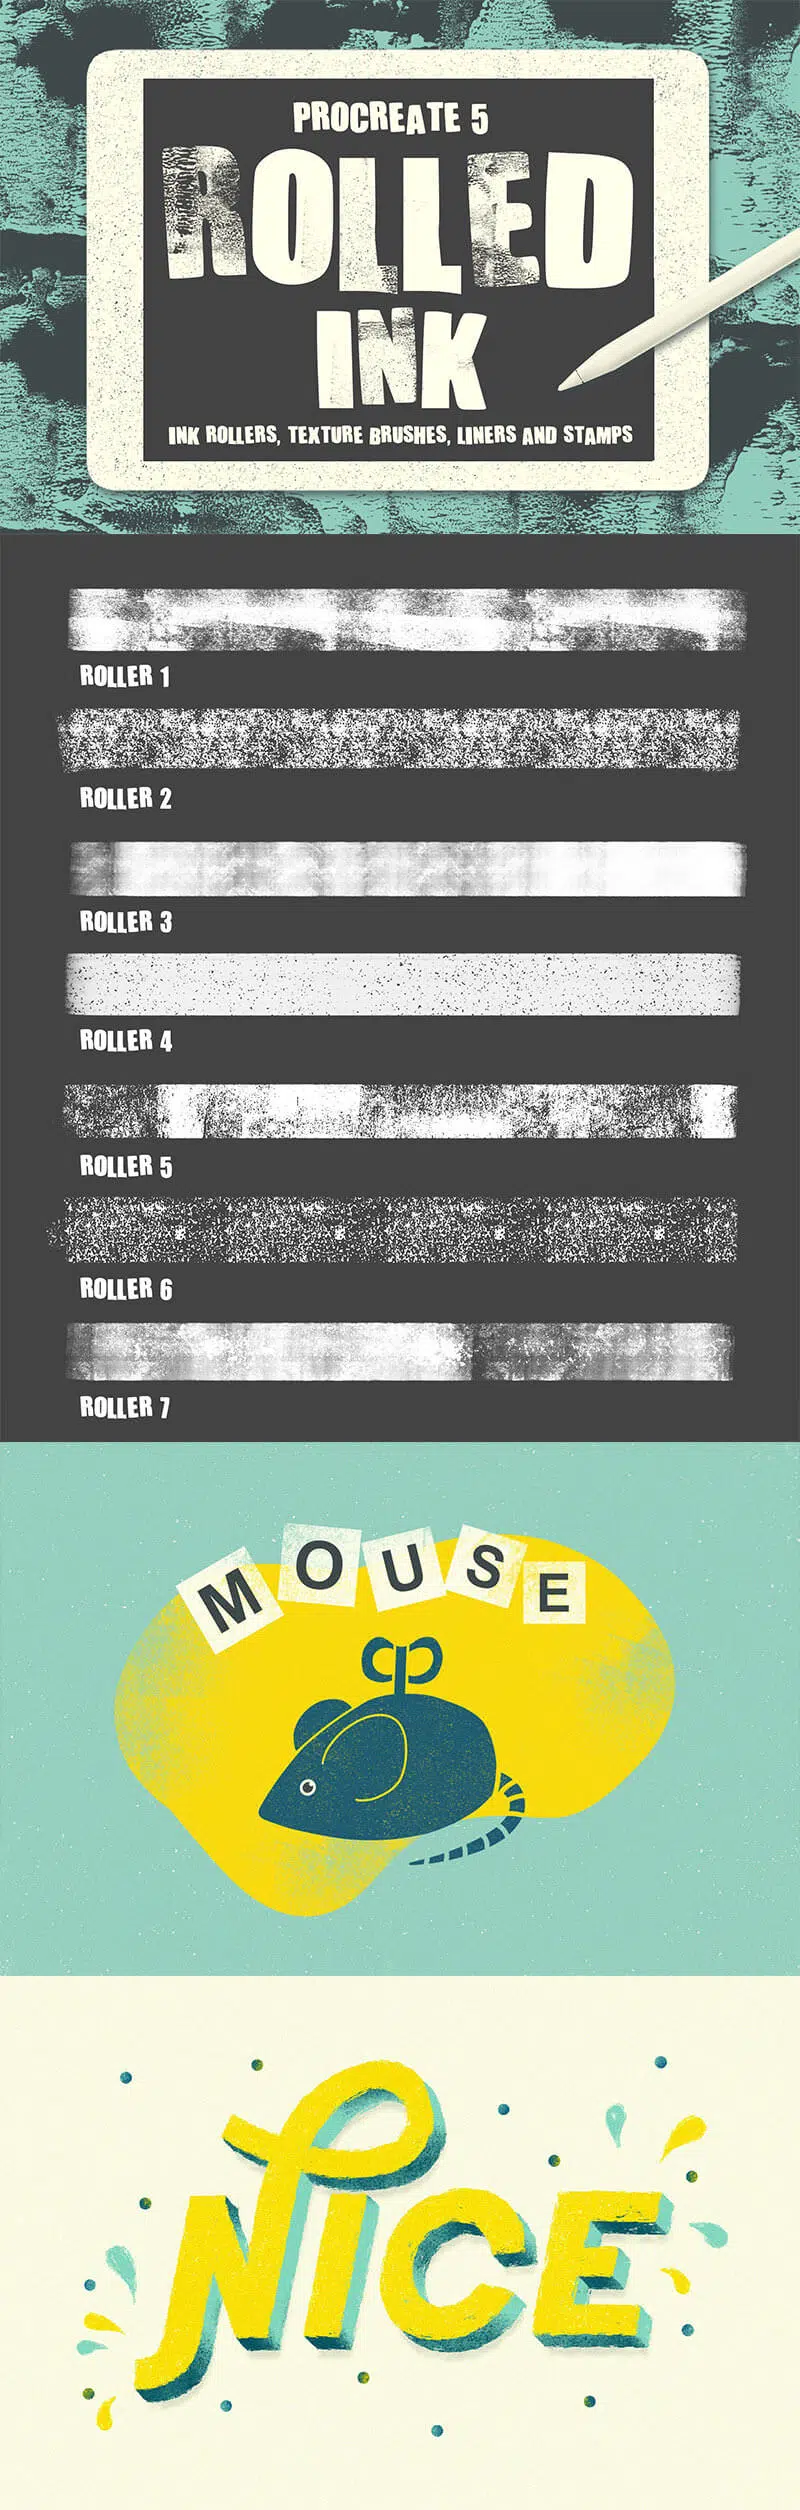 PROCREATE 5
ROLLED
INK
INK ROLLERS, TEXTURE BRUSHES, LINERS AND STAMPS
ROLLER 1
ROLLER 2
ROLLER 3
ROLLER 4
ROLLER 5
ROLLER 6
ROLLER 7
MOUSE
NICE